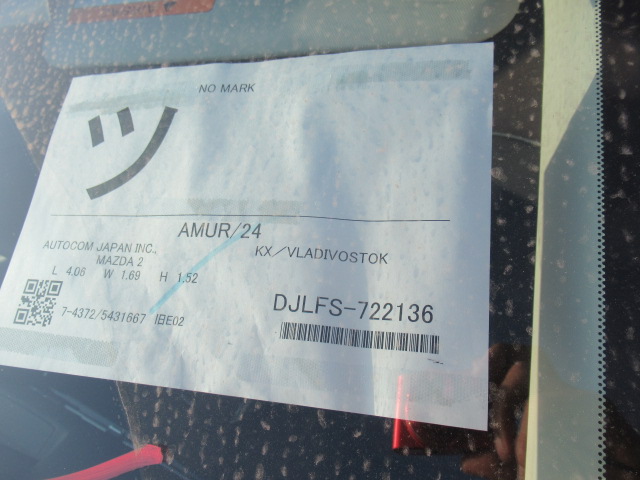 NO MARK
ツ
AMUR/24
AUTOCOM JAPAN INC.,
KX/VLADIVOSTOK
MAZDA 2
L 4.06 W 1.69 H 1.52
DJLFS-722136
7-4372/5431667 旧E02